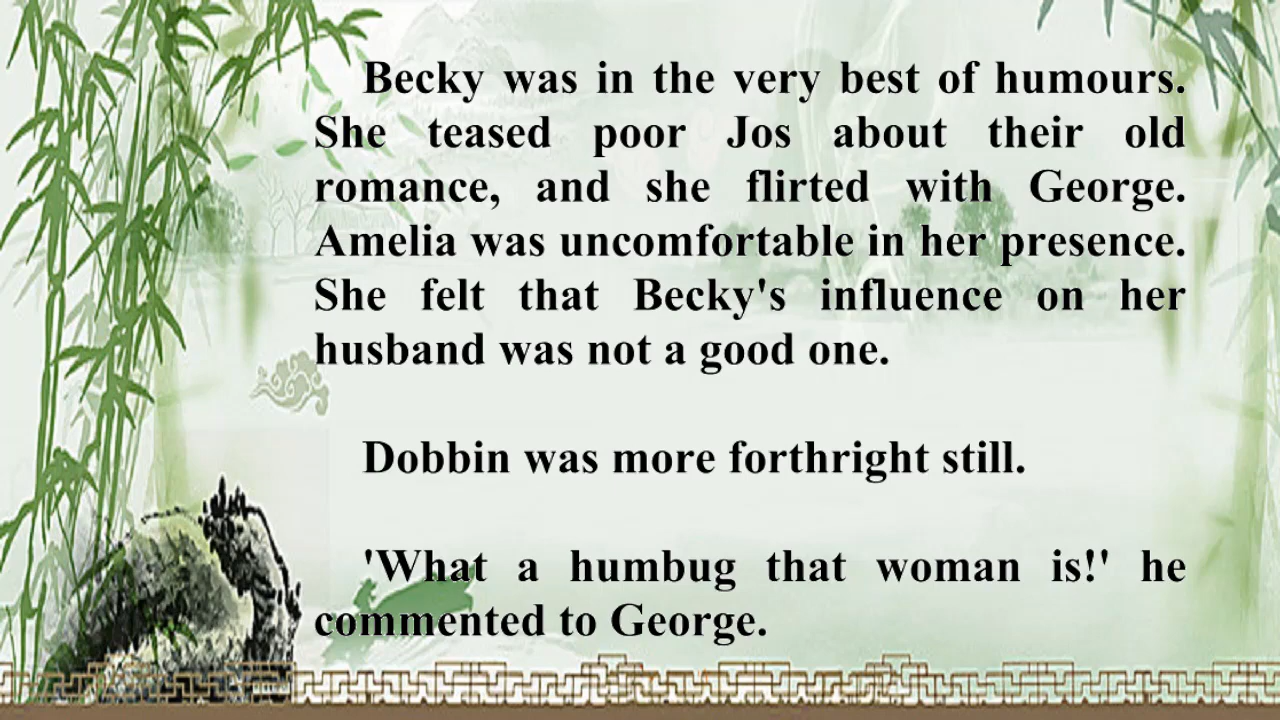 Becky was in the very best of humours.
She teased poor Jos about their old
romance, and she flirted with George.
Amelia was uncomfortable in her presence.
She felt that Becky's influence on her
husband was not a good one.
Dobbin was more forthright still.
'What a humbug that woman is!' he
commented to George.